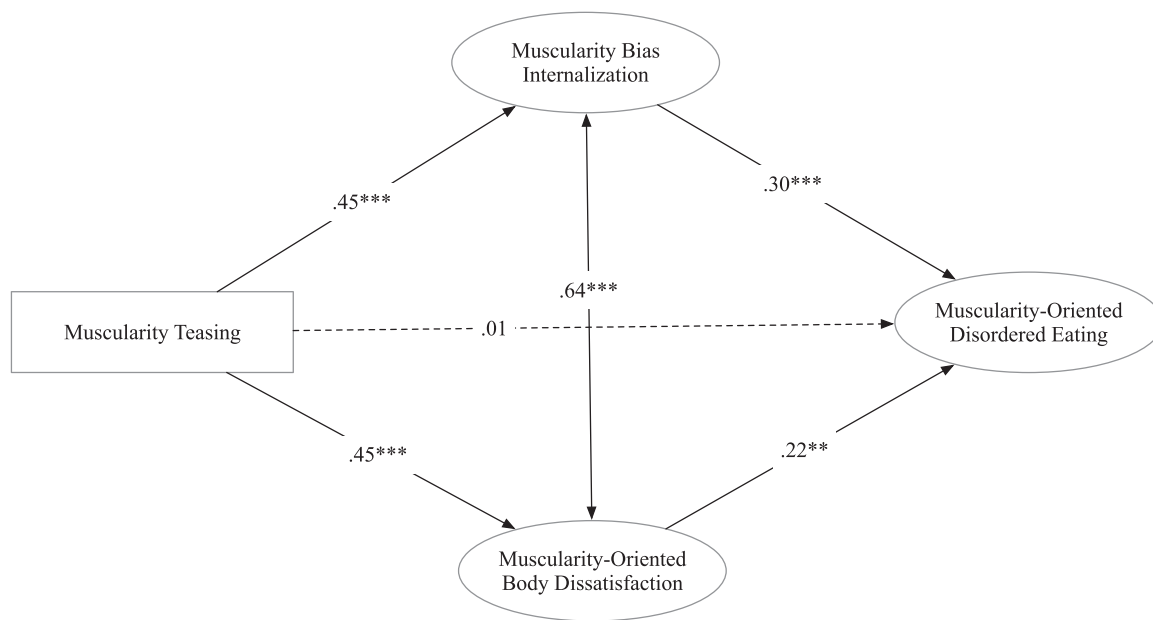 Muscularity Bias
Internalization
.45***
.30***
.64***
Muscularity Teasing
.01
Muscularity-Oriented
Disordered Eating
.45***
.22**
Muscularity-Oriented
Body Dissatisfaction